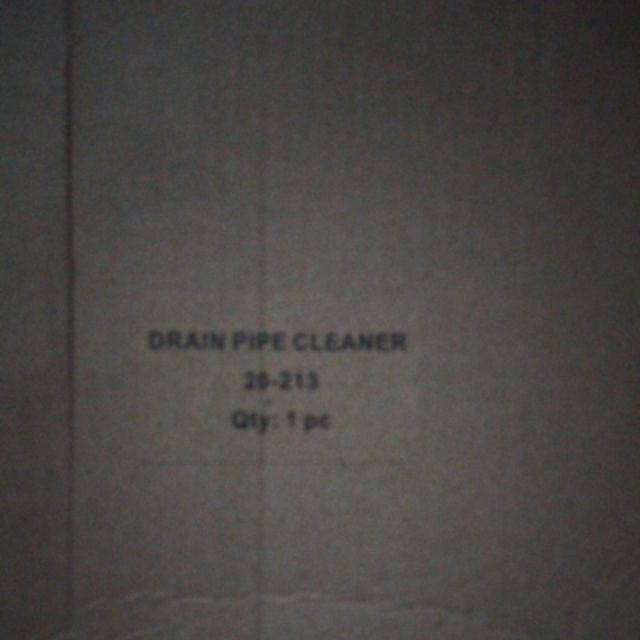 DRAIN PIPE CLEANER
20-213
Qty: 1 pc